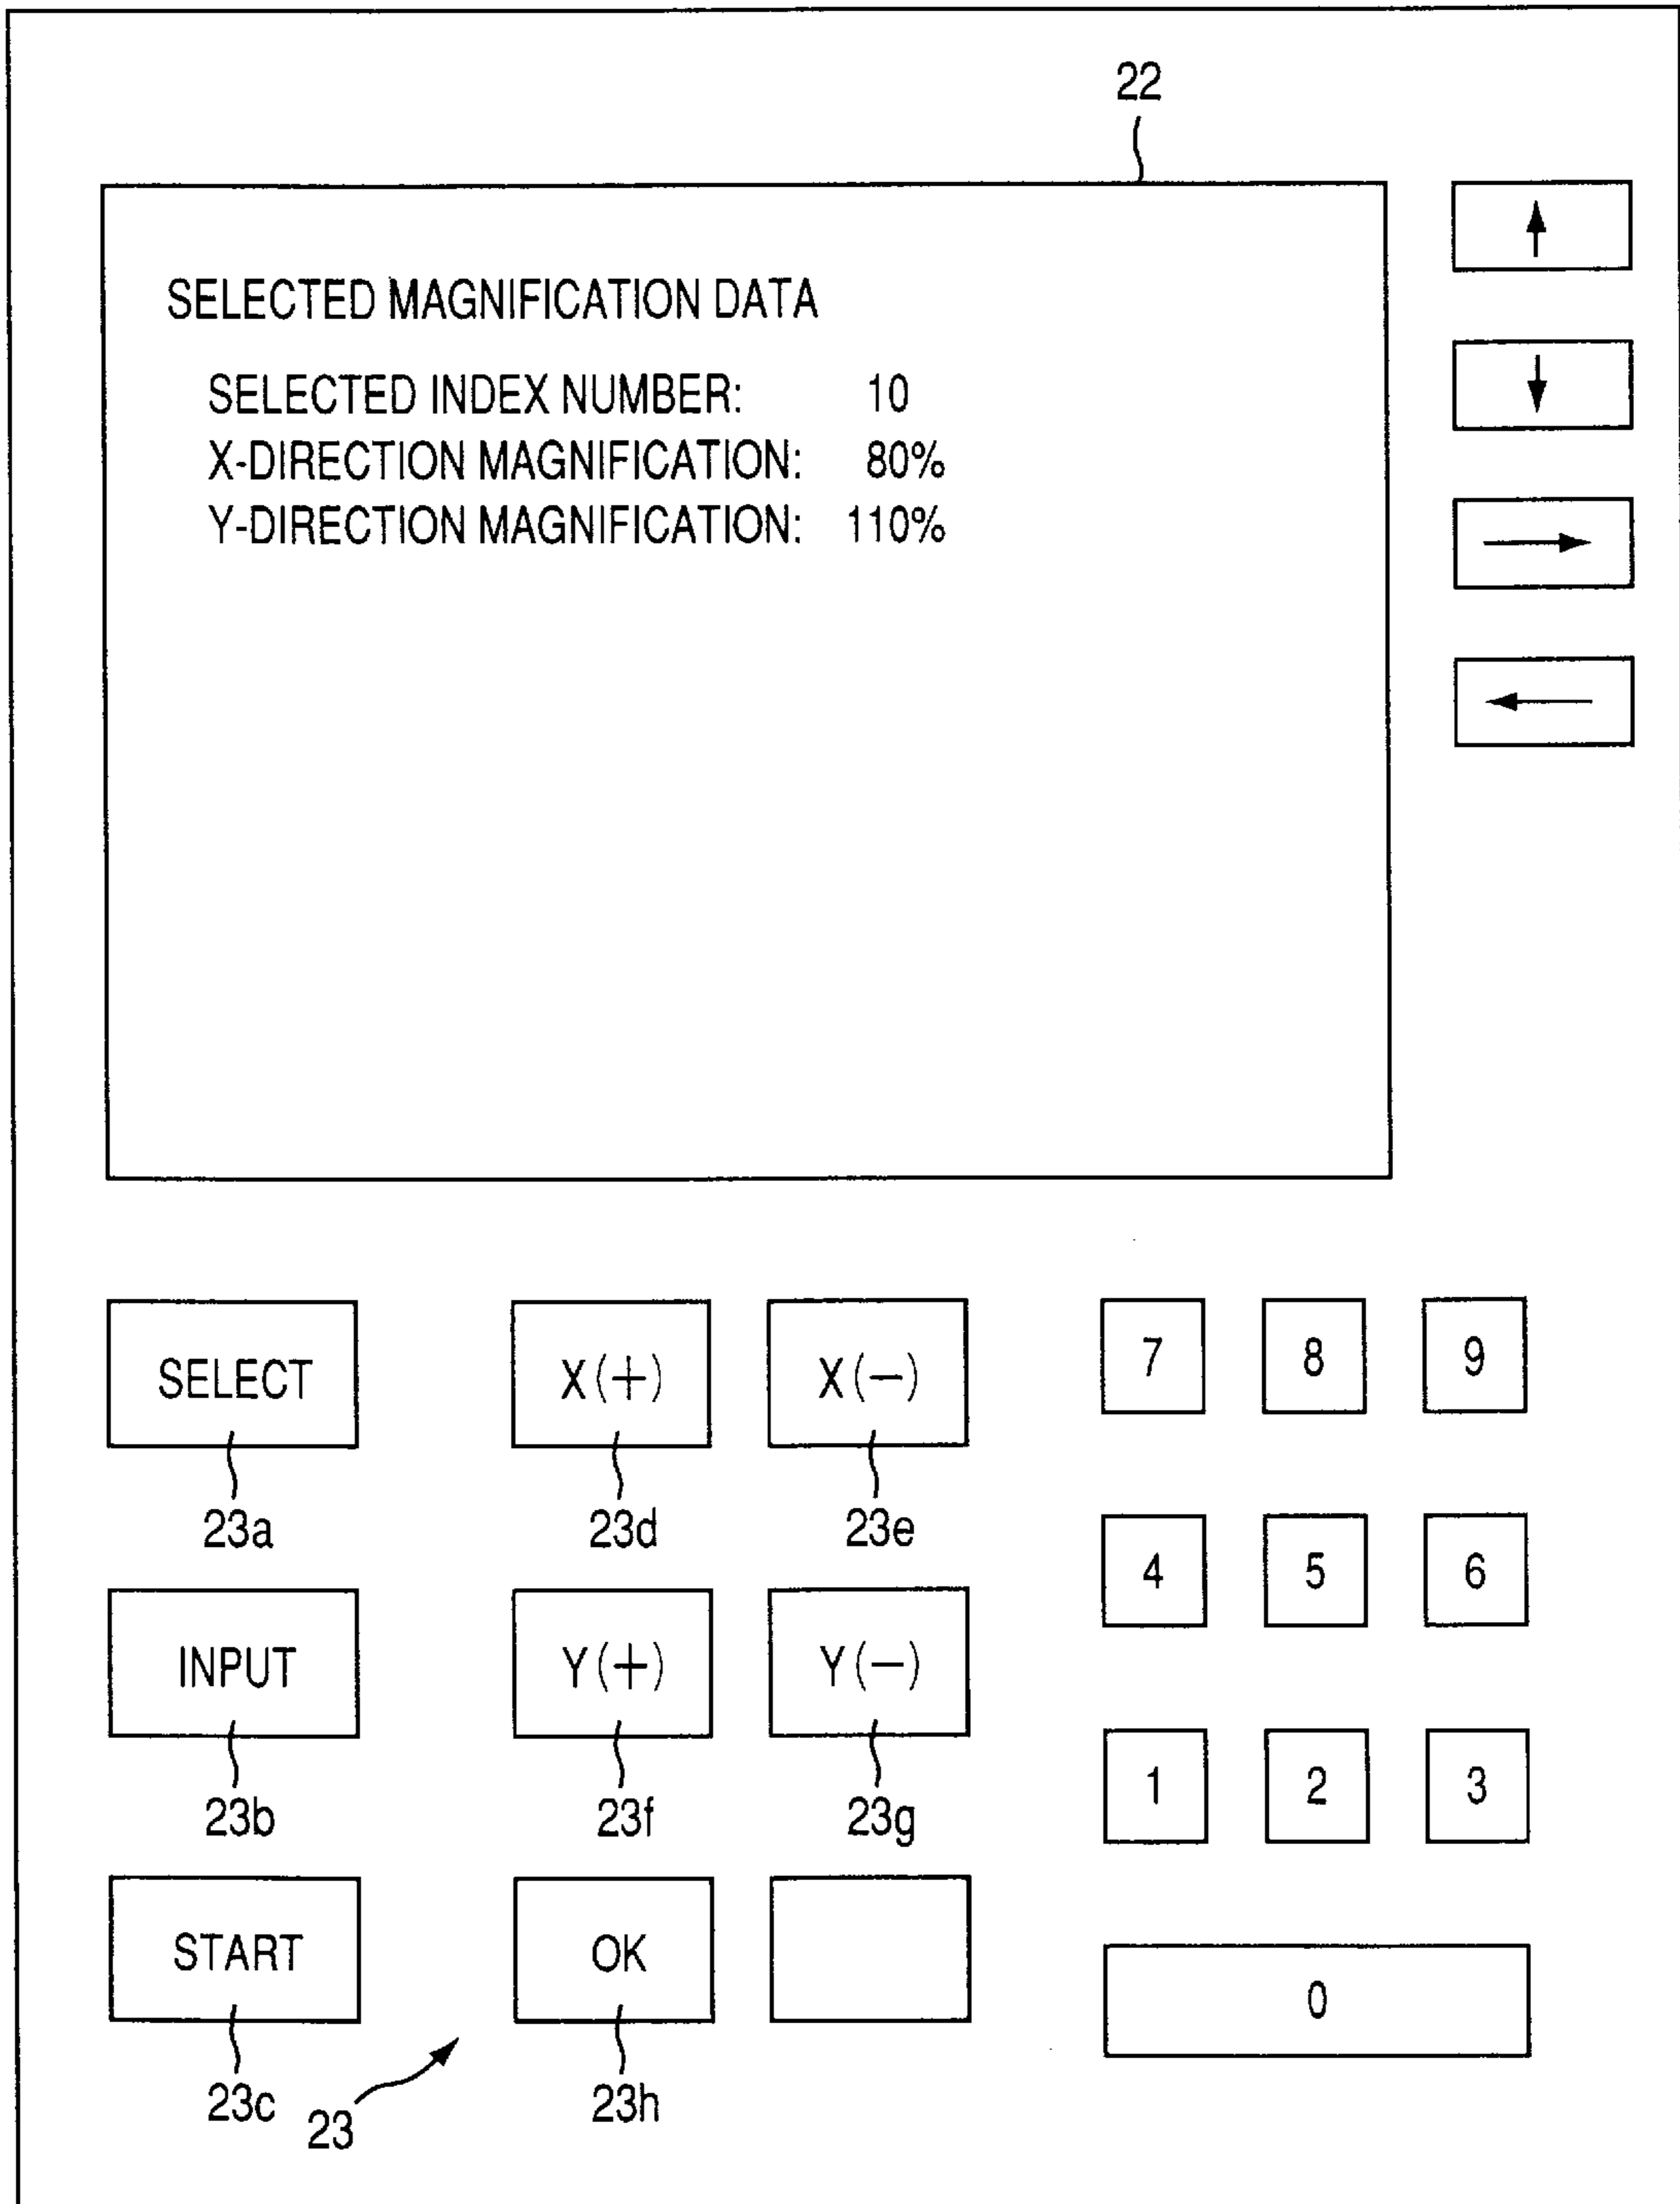 22
SELECTED MAGNIFICATION DATA
SELECTED INDEX NUMBER: 10
X-DIRECTION MAGNIFICATION: 80%
Y-DIRECTION MAGNIFICATION: 110%
↑
↓
→
←
SELECT X(+) X(−) 7 8 9
23a 23d 23e
4 5 6
INPUT Y(+) Y(−)
23b 23f 23g
1 2 3
START OK 0
23c 23 23h